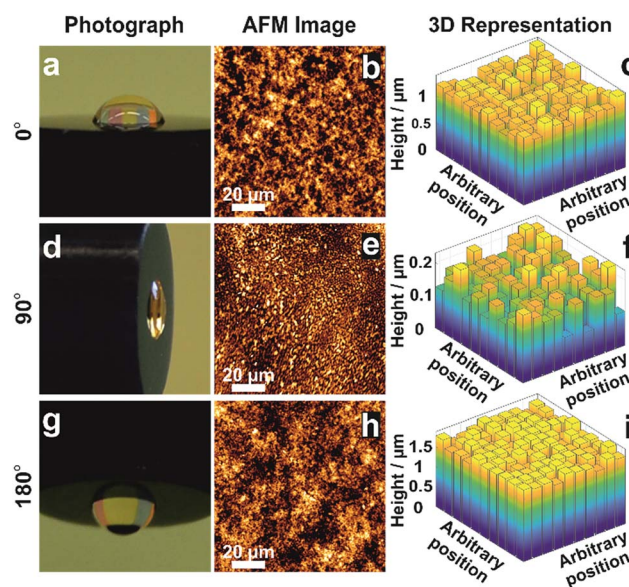 Photograph AFM Image 3D Representation
0°
a
20 μm
b
Height / μm
1
0.5
0
Arbitrary position
Arbitrary position
90°
d
20 μm
e
Height / μm
0.2
0.1
0
Arbitrary position
Arbitrary position
f
180°
g
20 μm
h
Height / μm
1.5
1
0.5
0
Arbitrary position
Arbitrary position
i